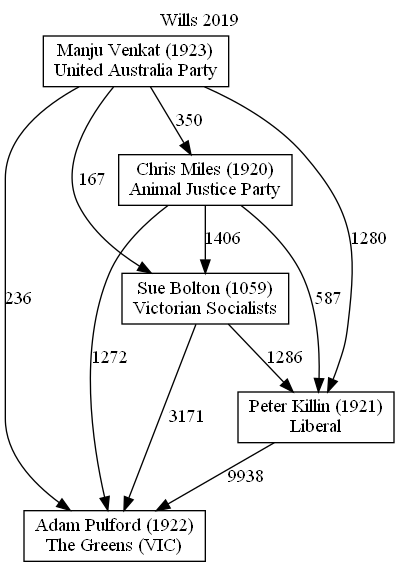 Wills 2019
Manju Venkat (1923)
United Australia Party
350
Chris Miles (1920)
Animal Justice Party
167
1406
1280
236
Sue Bolton (1059)
Victorian Socialists
587
1272
1286
3171
Peter Killin (1921)
Liberal
9938
Adam Pulford (1922)
The Greens (VIC)